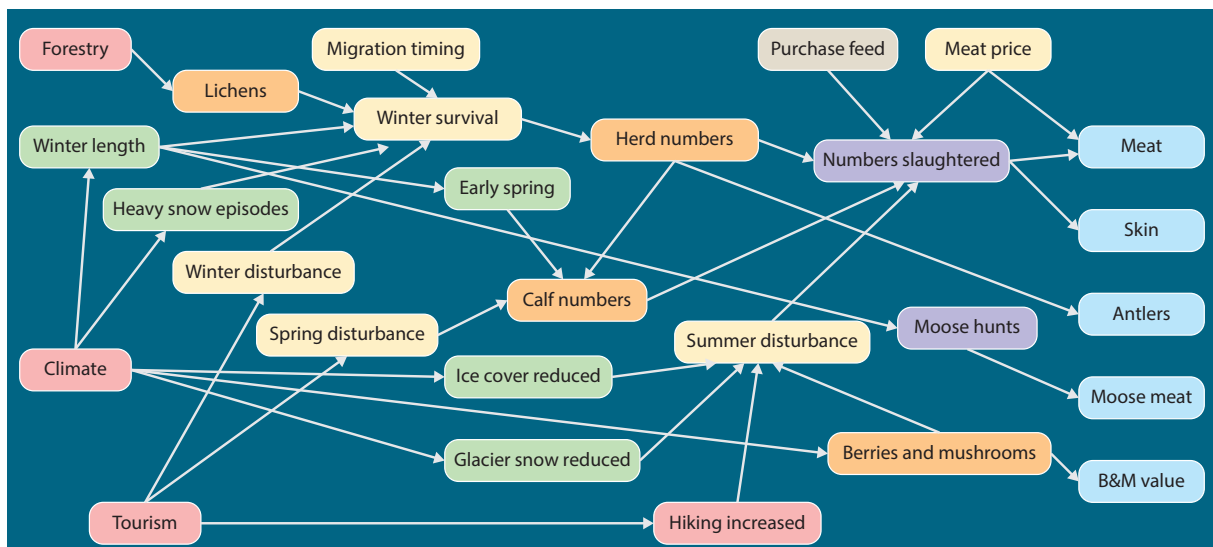 Forestry
Migration timing
Purchase feed
Meat price
Lichens
Winter survival
Winter length
Herd numbers
Numbers slaughtered
Meat
Heavy snow episodes
Early spring
Skin
Winter disturbance
Calf numbers
Antlers
Spring disturbance
Moose hunts
Summer disturbance
Climate
Ice cover reduced
Moose meat
Glacier snow reduced
Berries and mushrooms
B&M value
Tourism
Hiking increased